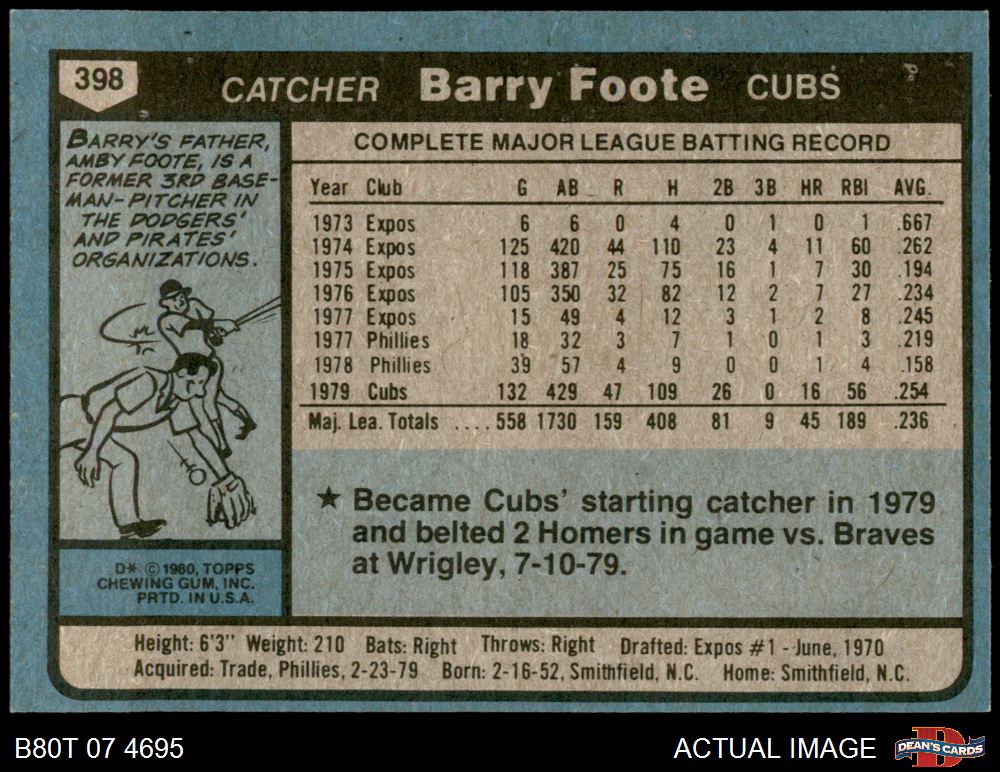 398
CATCHER Barry Foote CUBS
BARRY'S FATHER,
AMBY FOOTE, IS A
FORMER 3RD BASE-
MAN-PITCHER IN
THE DODGERS'
AND PIRATES'
ORGANIZATIONS.
COMPLETE MAJOR LEAGUE BATTING RECORD
Year Club G AB R H 2B 3B HR RBI AVG.
1973 Expos 6 6 0 4 0 1 0 1 .667
1974 Expos 125 420 44 110 23 4 11 60 .262
1975 Expos 118 387 25 75 16 1 7 30 .194
1976 Expos 105 350 32 82 12 2 7 27 .234
1977 Expos 15 49 4 12 3 1 2 8 .245
1977 Phillies 18 32 3 7 1 0 1 3 .219
1978 Phillies 39 57 4 9 0 0 1 4 .158
1979 Cubs 132 429 47 109 26 0 16 56 .254
Maj. Lea. Totals .... 558 1730 159 408 81 9 45 189 .236
★ Became Cubs' starting catcher in 1979
and belted 2 Homers in game vs. Braves
at Wrigley, 7-10-79.
D* © 1980, TOPPS
CHEWING GUM, INC.
PRTD. IN U.S.A.
Height: 6'3" Weight: 210 Bats: Right Throws: Right Drafted: Expos #1 - June, 1970
Acquired: Trade, Phillies, 2-23-79 Born: 2-16-52, Smithfield, N.C. Home: Smithfield, N.C.
B80T 07 4695
ACTUAL IMAGE
D
DEAN'S CARDS